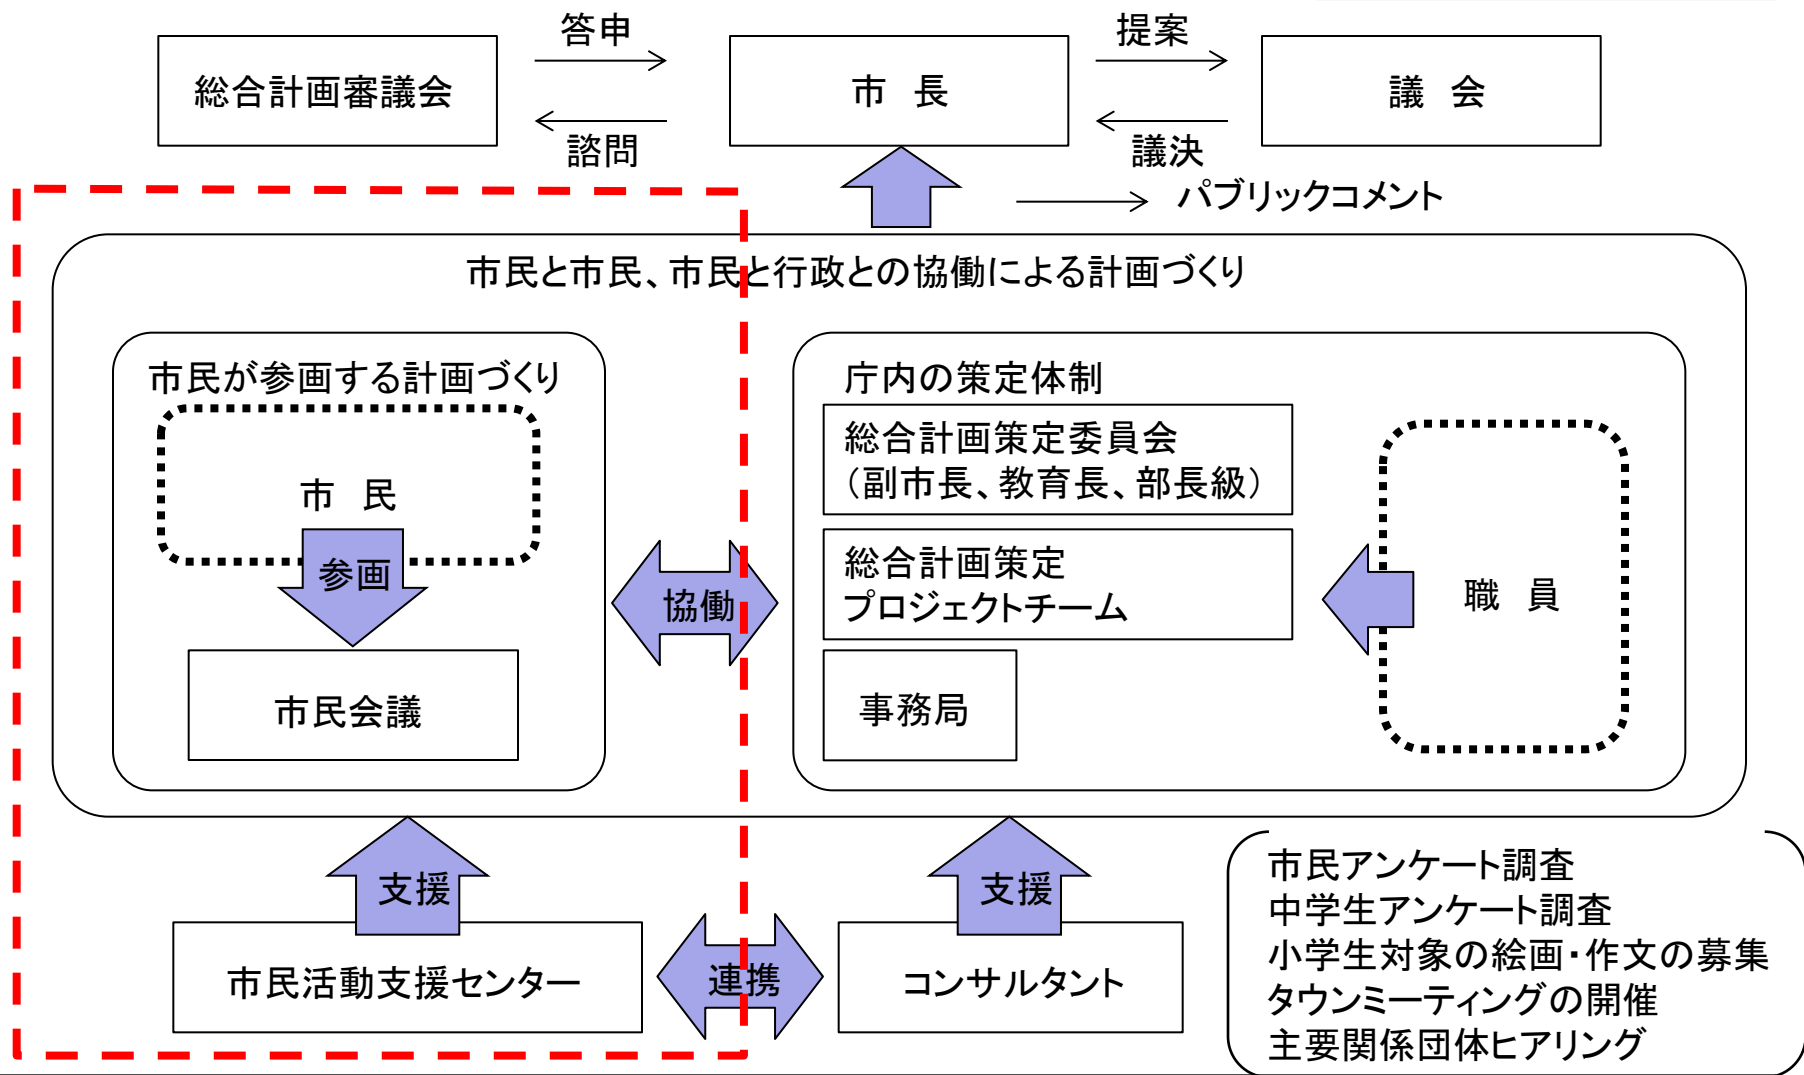 答申
提案
総合計画審議会
市 長
議 会
諮問
議決
パブリックコメント
市民と市民、市民と行政との協働による計画づくり
市民が参画する計画づくり
市 民
参画
市民会議
協働
庁内の策定体制
総合計画策定委員会
(副市長、教育長、部長級)
総合計画策定
プロジェクトチーム
事務局
職 員
支援
支援
市民活動支援センター
連携
コンサルタント
市民アンケート調査
中学生アンケート調査
小学生対象の絵画・作文の募集
タウンミーティングの開催
主要関係団体ヒアリング